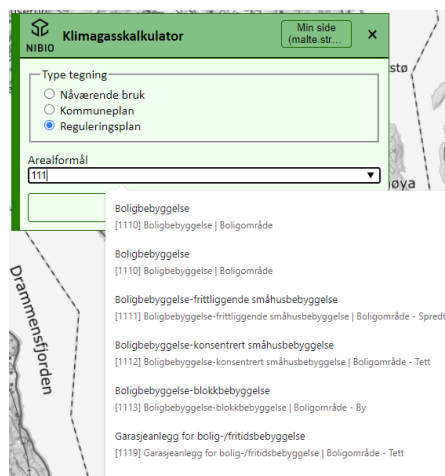 NIBIO
Klimagasskalkulator
Min side
(malte.str...
×
Type tegning
Nåværende bruk
Kommuneplan
Reguleringsplan
stø
Arealformål
111
øya
Boligbebyggelse
[1110] Boligbebyggelse | Boligområde
Boligbebyggelse
[1110] Boligbebyggelse | Boligområde
Boligbebyggelse-frittliggende småhusbebyggelse
[1111] Boligbebyggelse-frittliggende småhusbebyggelse | Boligområde - Spredt
Boligbebyggelse-konsentrert småhusbebyggelse
[1112] Boligbebyggelse-konsentrert småhusbebyggelse | Boligområde - Tett
Boligbebyggelse-blokkbebyggelse
[1113] Boligbebyggelse-blokkbebyggelse | Boligområde - By
Garasjeanlegg for bolig-/fritidsbebyggelse
[1119] Garasjeanlegg for bolig-/fritidsbebyggelse | Boligområde - Tett
Drammensfjorden